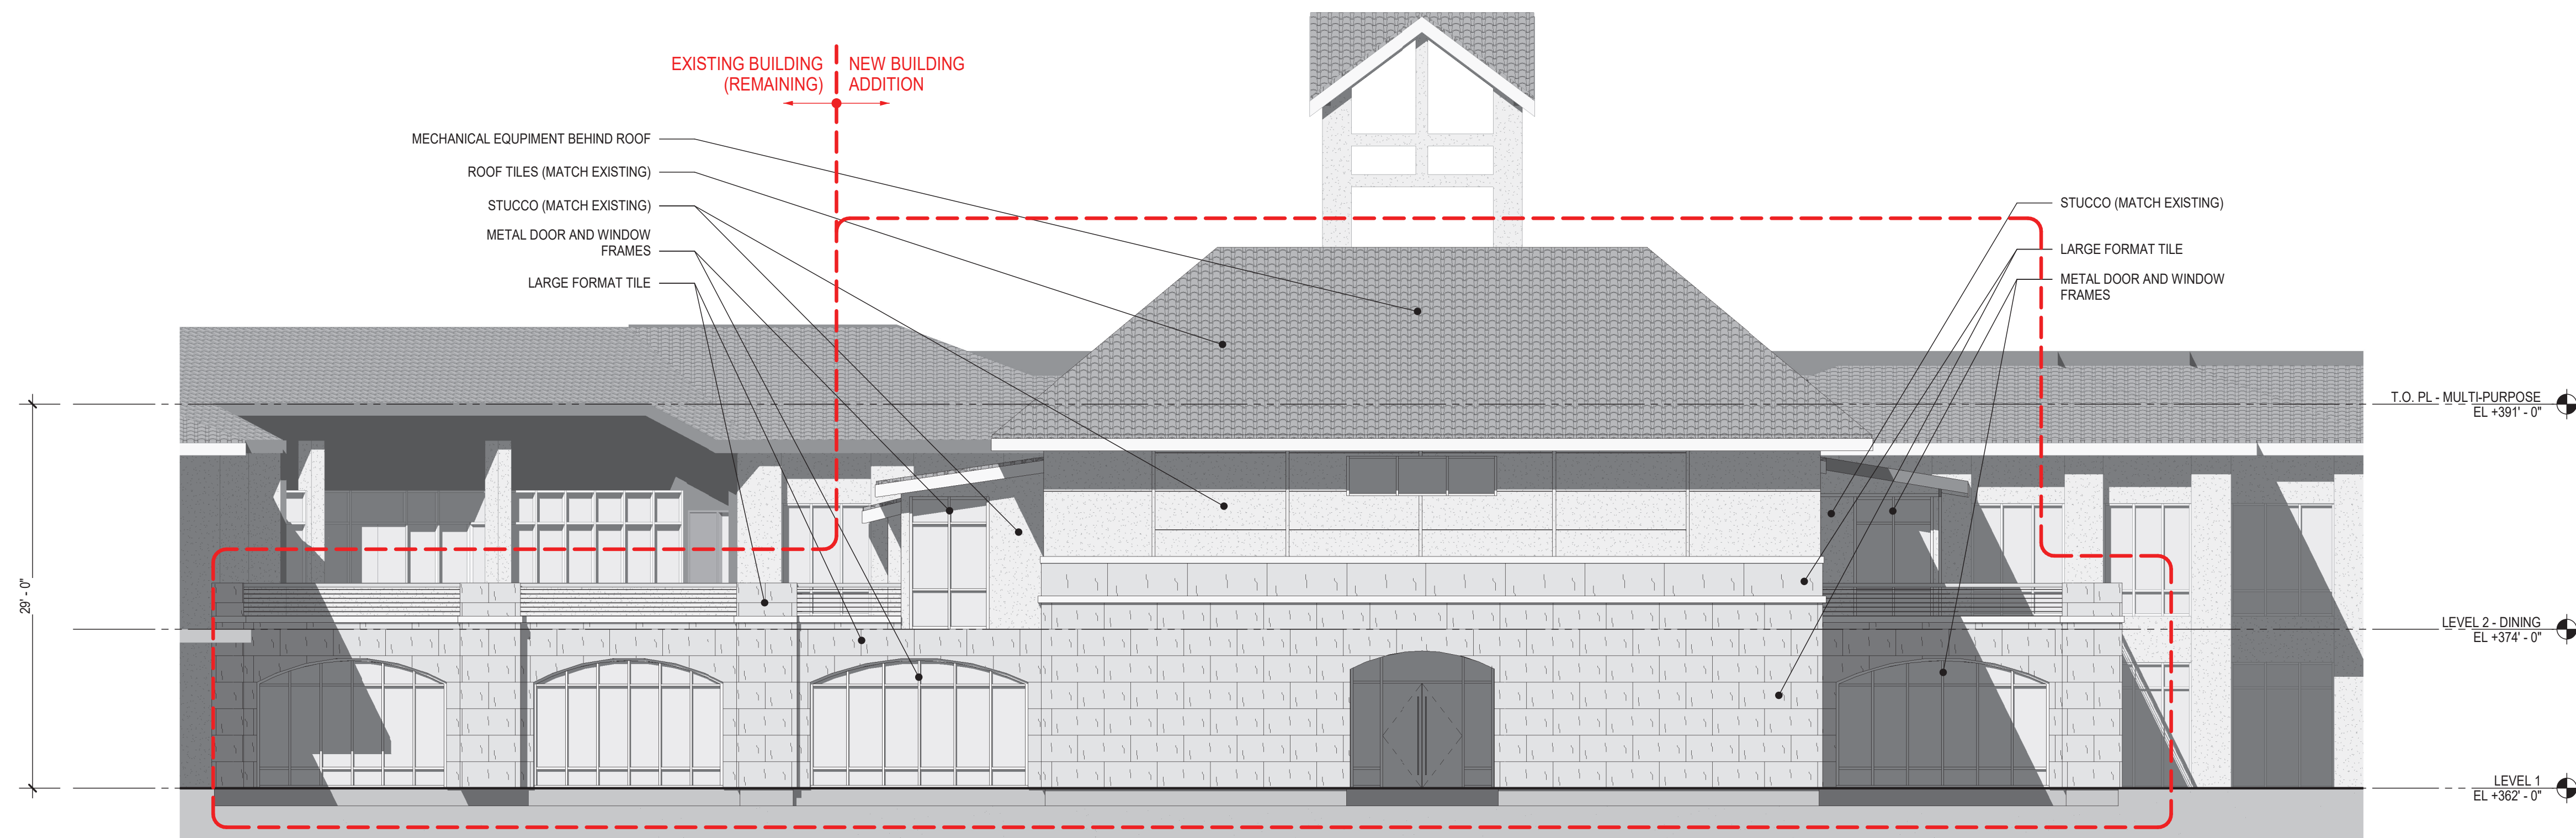 EXISTING BUILDING
(REMAINING)
NEW BUILDING
ADDITION
MECHANICAL EQUPIMENT BEHIND ROOF
ROOF TILES (MATCH EXISTING)
STUCCO (MATCH EXISTING)
METAL DOOR AND WINDOW
FRAMES
LARGE FORMAT TILE
STUCCO (MATCH EXISTING)
LARGE FORMAT TILE
METAL DOOR AND WINDOW
FRAMES
T.O. PL - MULTI-PURPOSE
EL +391' - 0"
29' - 0"
LEVEL 2 - DINING
EL +374' - 0"
LEVEL 1
EL +362' - 0"